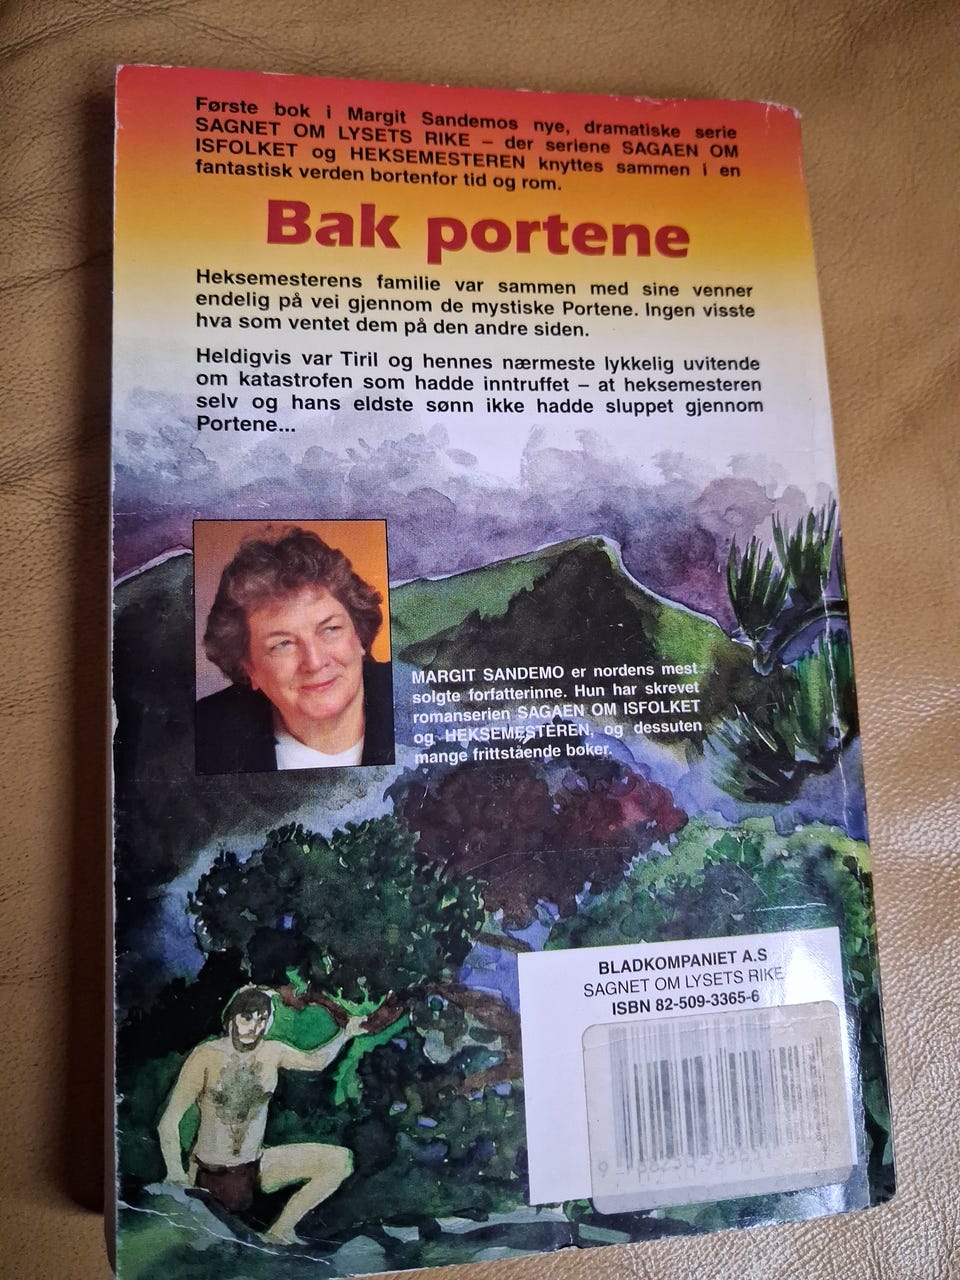 Første bok i Margit Sandemos nye, dramatiske serie
SAGNET OM LYSETS RIKE – der seriene SAGAEN OM
ISFOLKET og HEKSEMESTEREN knyttes sammen i en
fantastisk verden bortenfor tid og rom.
Bak portene
Heksemesterens familie var sammen med sine venner
endelig på vei gjennom de mystiske Portene. Ingen visste
hva som ventet dem på den andre siden.
Heldigvis var Tiril og hennes nærmeste lykkelig uvitende
om katastrofen som hadde inntruffet – at heksemesteren
selv og hans eldste sønn ikke hadde sluppet gjennom
Portene...
MARGIT SANDEMO er nordens mest
solgte forfatterinne. Hun har skrevet
romanserien SAGAEN OM ISFOLKET
og HEKSEMESTEREN, og dessuten
mange frittstående bøker.
BLADKOMPANIET A.S
SAGNET OM LYSETS RIKE
ISBN 82-509-3365-6